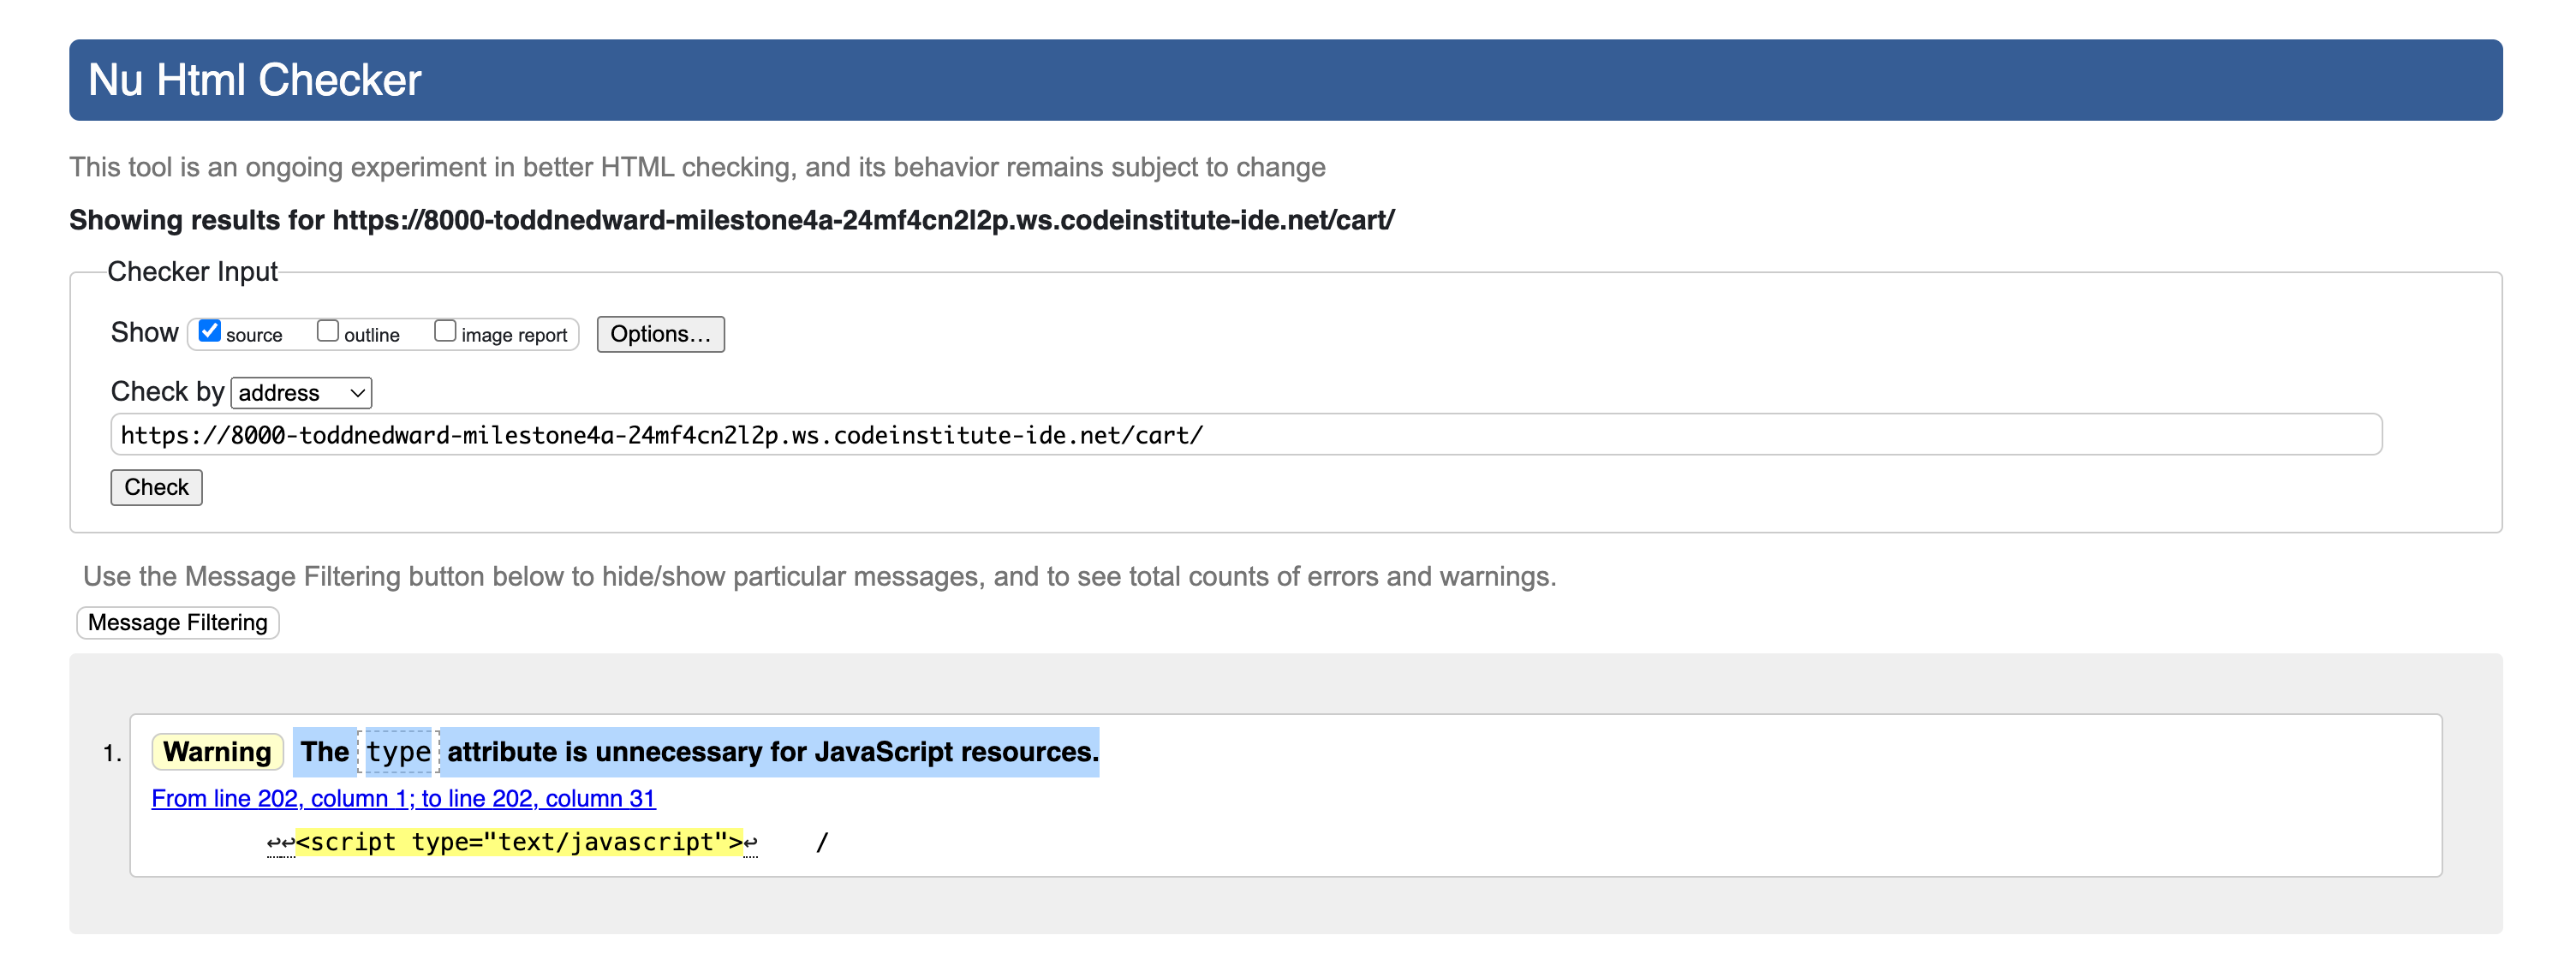 Nu Html Checker
This tool is an ongoing experiment in better HTML checking, and its behavior remains subject to change
Showing results for https://8000-toddnedward-milestone4a-24mf4cn2l2p.ws.codeinstitute-ide.net/cart/
Checker Input
Show source outline image report Options...
Check by address
https://8000-toddnedward-milestone4a-24mf4cn2l2p.ws.codeinstitute-ide.net/cart/
Check
Use the Message Filtering button below to hide/show particular messages, and to see total counts of errors and warnings.
Message Filtering
1. Warning The type attribute is unnecessary for JavaScript resources.
From line 202, column 1; to line 202, column 31
↩↩<script type="text/javascript">↩    /